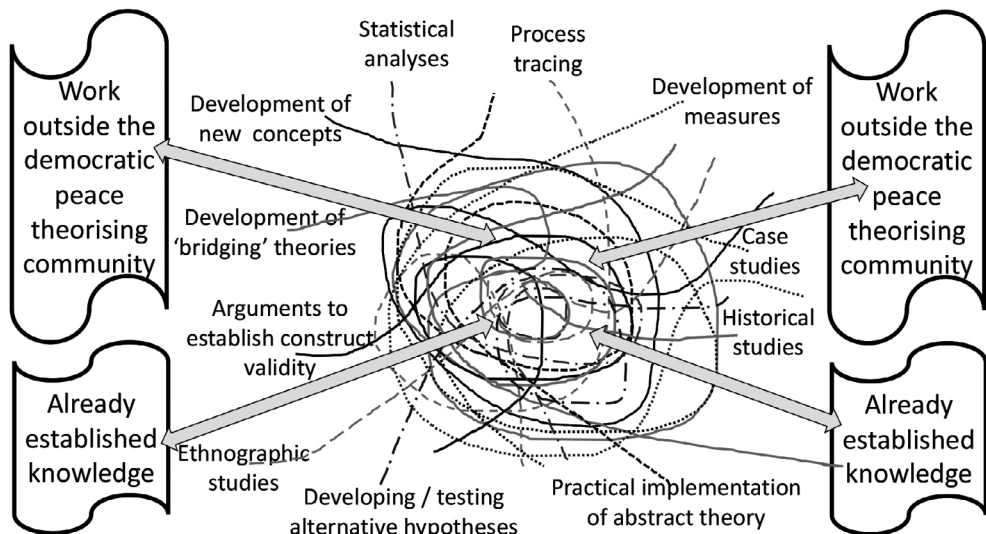 Work
outside the
democratic
peace
theorising
community
Already
established
knowledge
Statistical
analyses
Process
tracing
Development of
new concepts
Development of
measures
Development of
‘bridging’ theories
Case
studies
Arguments to
establish construct
validity
Historical
studies
Ethnographic
studies
Developing / testing
alternative hypotheses
Practical implementation
of abstract theory
Work
outside the
democratic
peace
theorising
community
Already
established
knowledge